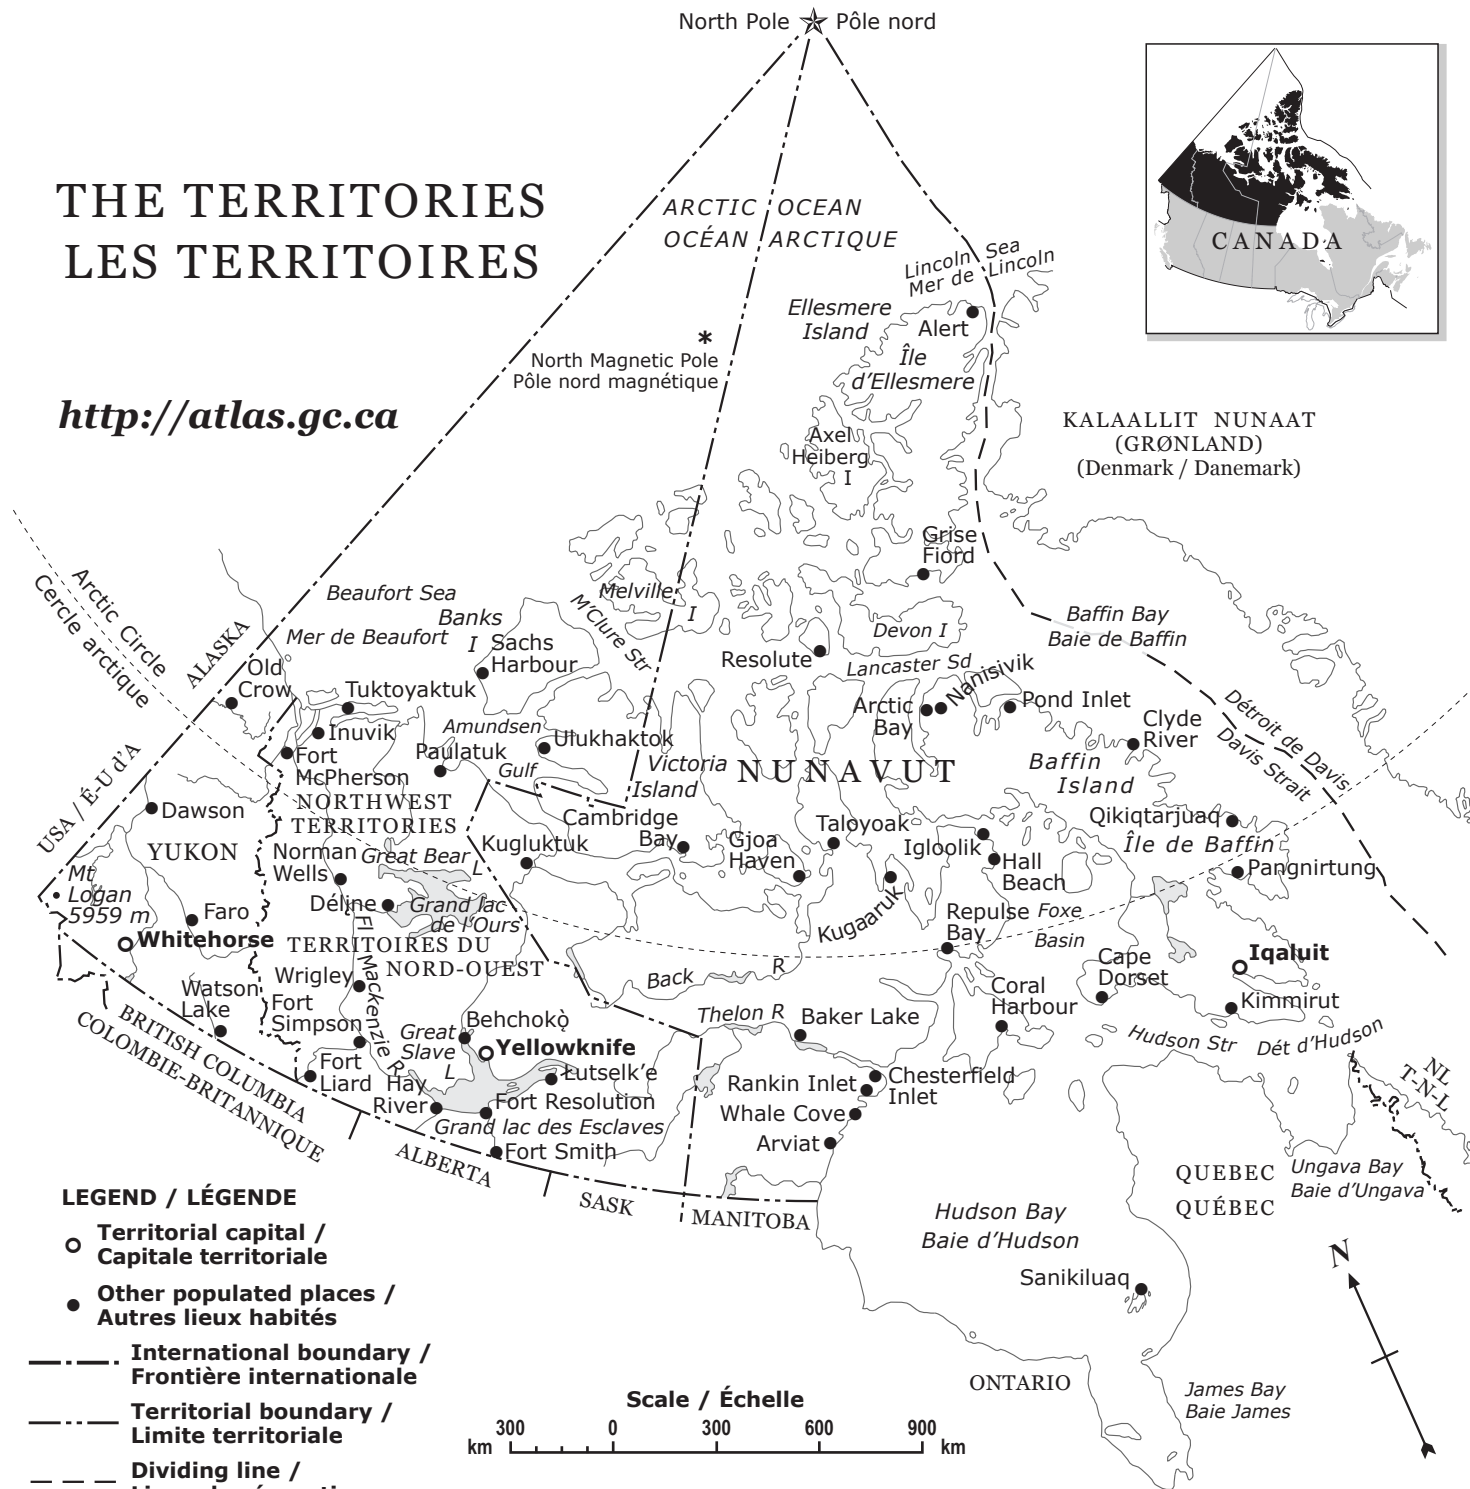 North Pole
Pôle nord
THE TERRITORIES
LES TERRITOIRES
http://atlas.gc.ca
CANADA
ARCTIC OCEAN
OCÉAN ARCTIQUE
Lincoln Sea
Mer de Lincoln
Ellesmere
Island
Alert
Île
d'Ellesmere
*
North Magnetic Pole
Pôle nord magnétique
KALAALLIT NUNAAT
(GRØNLAND)
(Denmark / Danemark)
Axel
Heiberg
I
Grise
Fiord
Arctic Circle
Cercle arctique
Beaufort Sea
Mer de Beaufort
Banks
I
Sachs
Harbour
M'Clure Str
Melville
I
Devon I
Baffin Bay
Baie de Baffin
Resolute
Lancaster Sd
Nanisivik
Arctic
Bay
Pond Inlet
Clyde
River
Détroit de Davis
Davis Strait
ALASKA
USA / É-U d'A
Old
Crow
Tuktoyaktuk
Inuvik
Fort
McPherson
Amundsen
Gulf
Paulatuk
Ulukhaktok
Victoria
Island
NUNAVUT
Baffin
Island
Qikiqtarjuaq
Île de Baffin
Pangnirtung
Dawson
YUKON
NORTHWEST
TERRITORIES
Norman
Wells
Great Bear
L
Kugluktuk
Cambridge
Bay
Gjoa
Haven
Taloyoak
Igloolik
Hall
Beach
Mt
Logan
5959 m
Faro
Whitehorse
Déline
Grand lac
de l'Ours
Kugaaruk
Repulse
Bay
Foxe
Basin
Cape
Dorset
Iqaluit
Kimmirut
TERRITOIRES DU
NORD-OUEST
Fl Mackenzie R
Wrigley
Watson
Lake
Fort
Simpson
Back R
Thelon R
Baker Lake
Coral
Harbour
Hudson Str
Dét d'Hudson
Great
Slave
L
Behchokǫ̀
Yellowknife
Łutselk'e
Fort
Liard
Hay
River
Fort Resolution
Grand lac des Esclaves
Fort Smith
Rankin Inlet
Chesterfield
Inlet
Whale Cove
Arviat
NL
T-N-L
BRITISH COLUMBIA
COLOMBIE-BRITANNIQUE
ALBERTA
SASK
MANITOBA
QUEBEC
QUÉBEC
Ungava Bay
Baie d'Ungava
Hudson Bay
Baie d'Hudson
Sanikiluaq
N
ONTARIO
James Bay
Baie James
LEGEND / LÉGENDE
Territorial capital /
Capitale territoriale
Other populated places /
Autres lieux habités
International boundary /
Frontière internationale
Territorial boundary /
Limite territoriale
Dividing line /
Scale / Échelle
300 0 300 600 900
km km